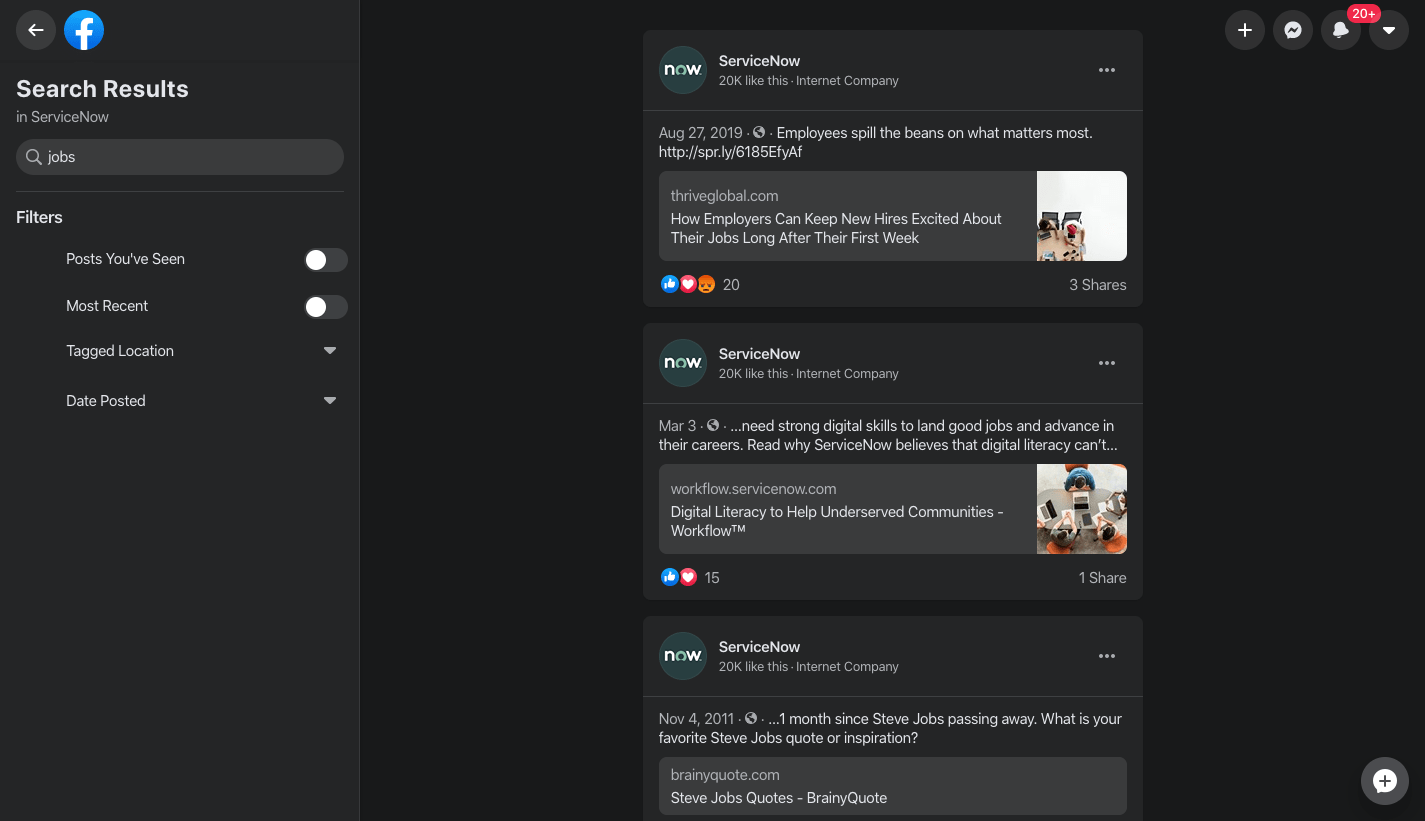 20+
Search Results
in ServiceNow
jobs
Filters
Posts You've Seen
Most Recent
Tagged Location
Date Posted
now.
ServiceNow
20K like this · Internet Company
Aug 27, 2019 · · Employees spill the beans on what matters most.
http://spr.ly/6185EfyAf
thriveglobal.com
How Employers Can Keep New Hires Excited About
Their Jobs Long After Their First Week
20
3 Shares
now.
ServiceNow
20K like this · Internet Company
Mar 3 · · ...need strong digital skills to land good jobs and advance in
their careers. Read why ServiceNow believes that digital literacy can't...
workflow.servicenow.com
Digital Literacy to Help Underserved Communities -
Workflow™
15
1 Share
now.
ServiceNow
20K like this · Internet Company
Nov 4, 2011 · · ...1 month since Steve Jobs passing away. What is your
favorite Steve Jobs quote or inspiration?
brainyquote.com
Steve Jobs Quotes - BrainyQuote